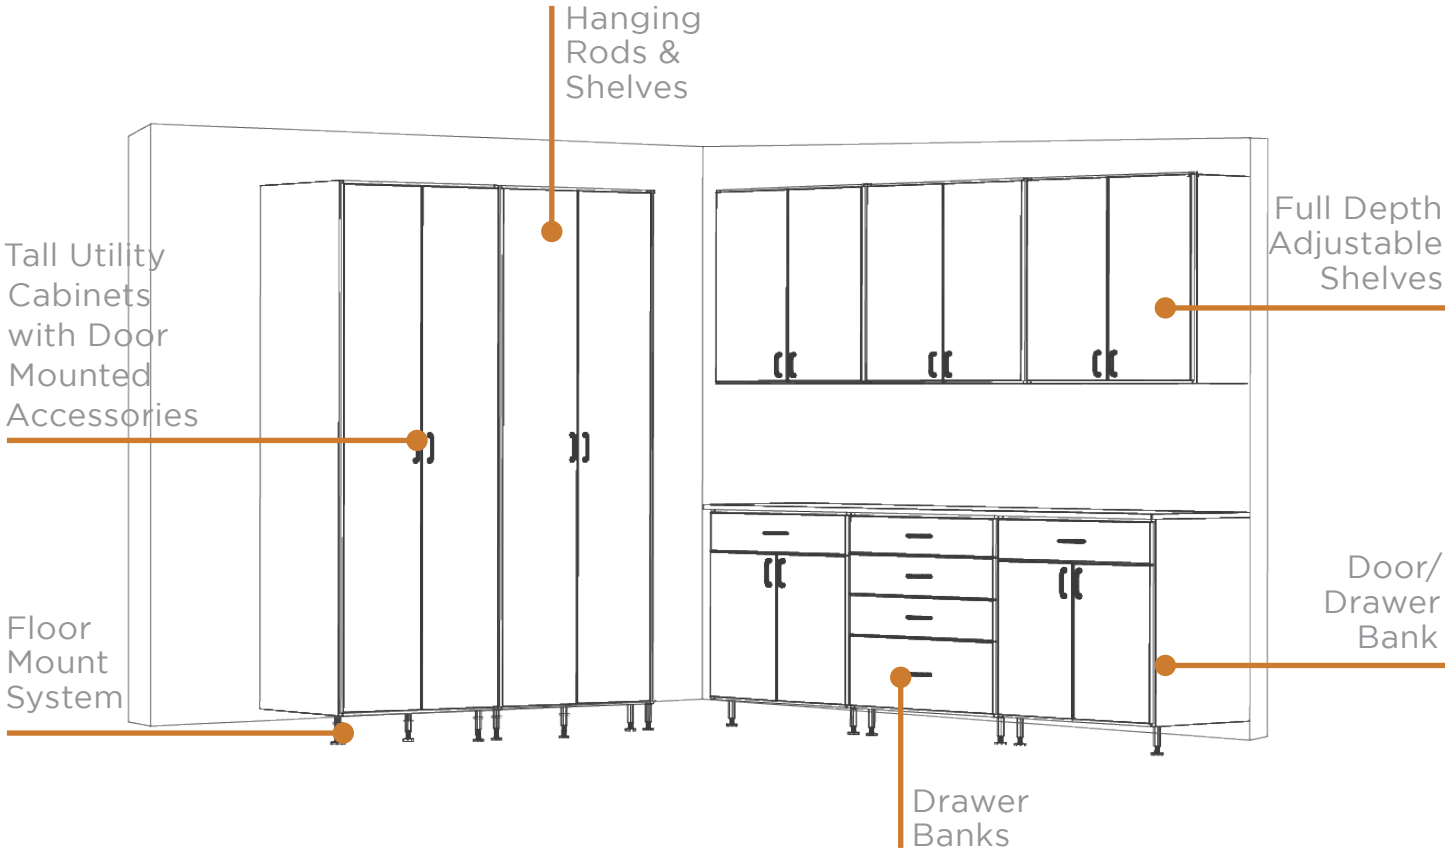 Hanging
Rods &
Shelves
Tall Utility
Cabinets
with Door
Mounted
Accessories
Full Depth
Adjustable
Shelves
Floor
Mount
System
Door/
Drawer
Bank
Drawer
Banks